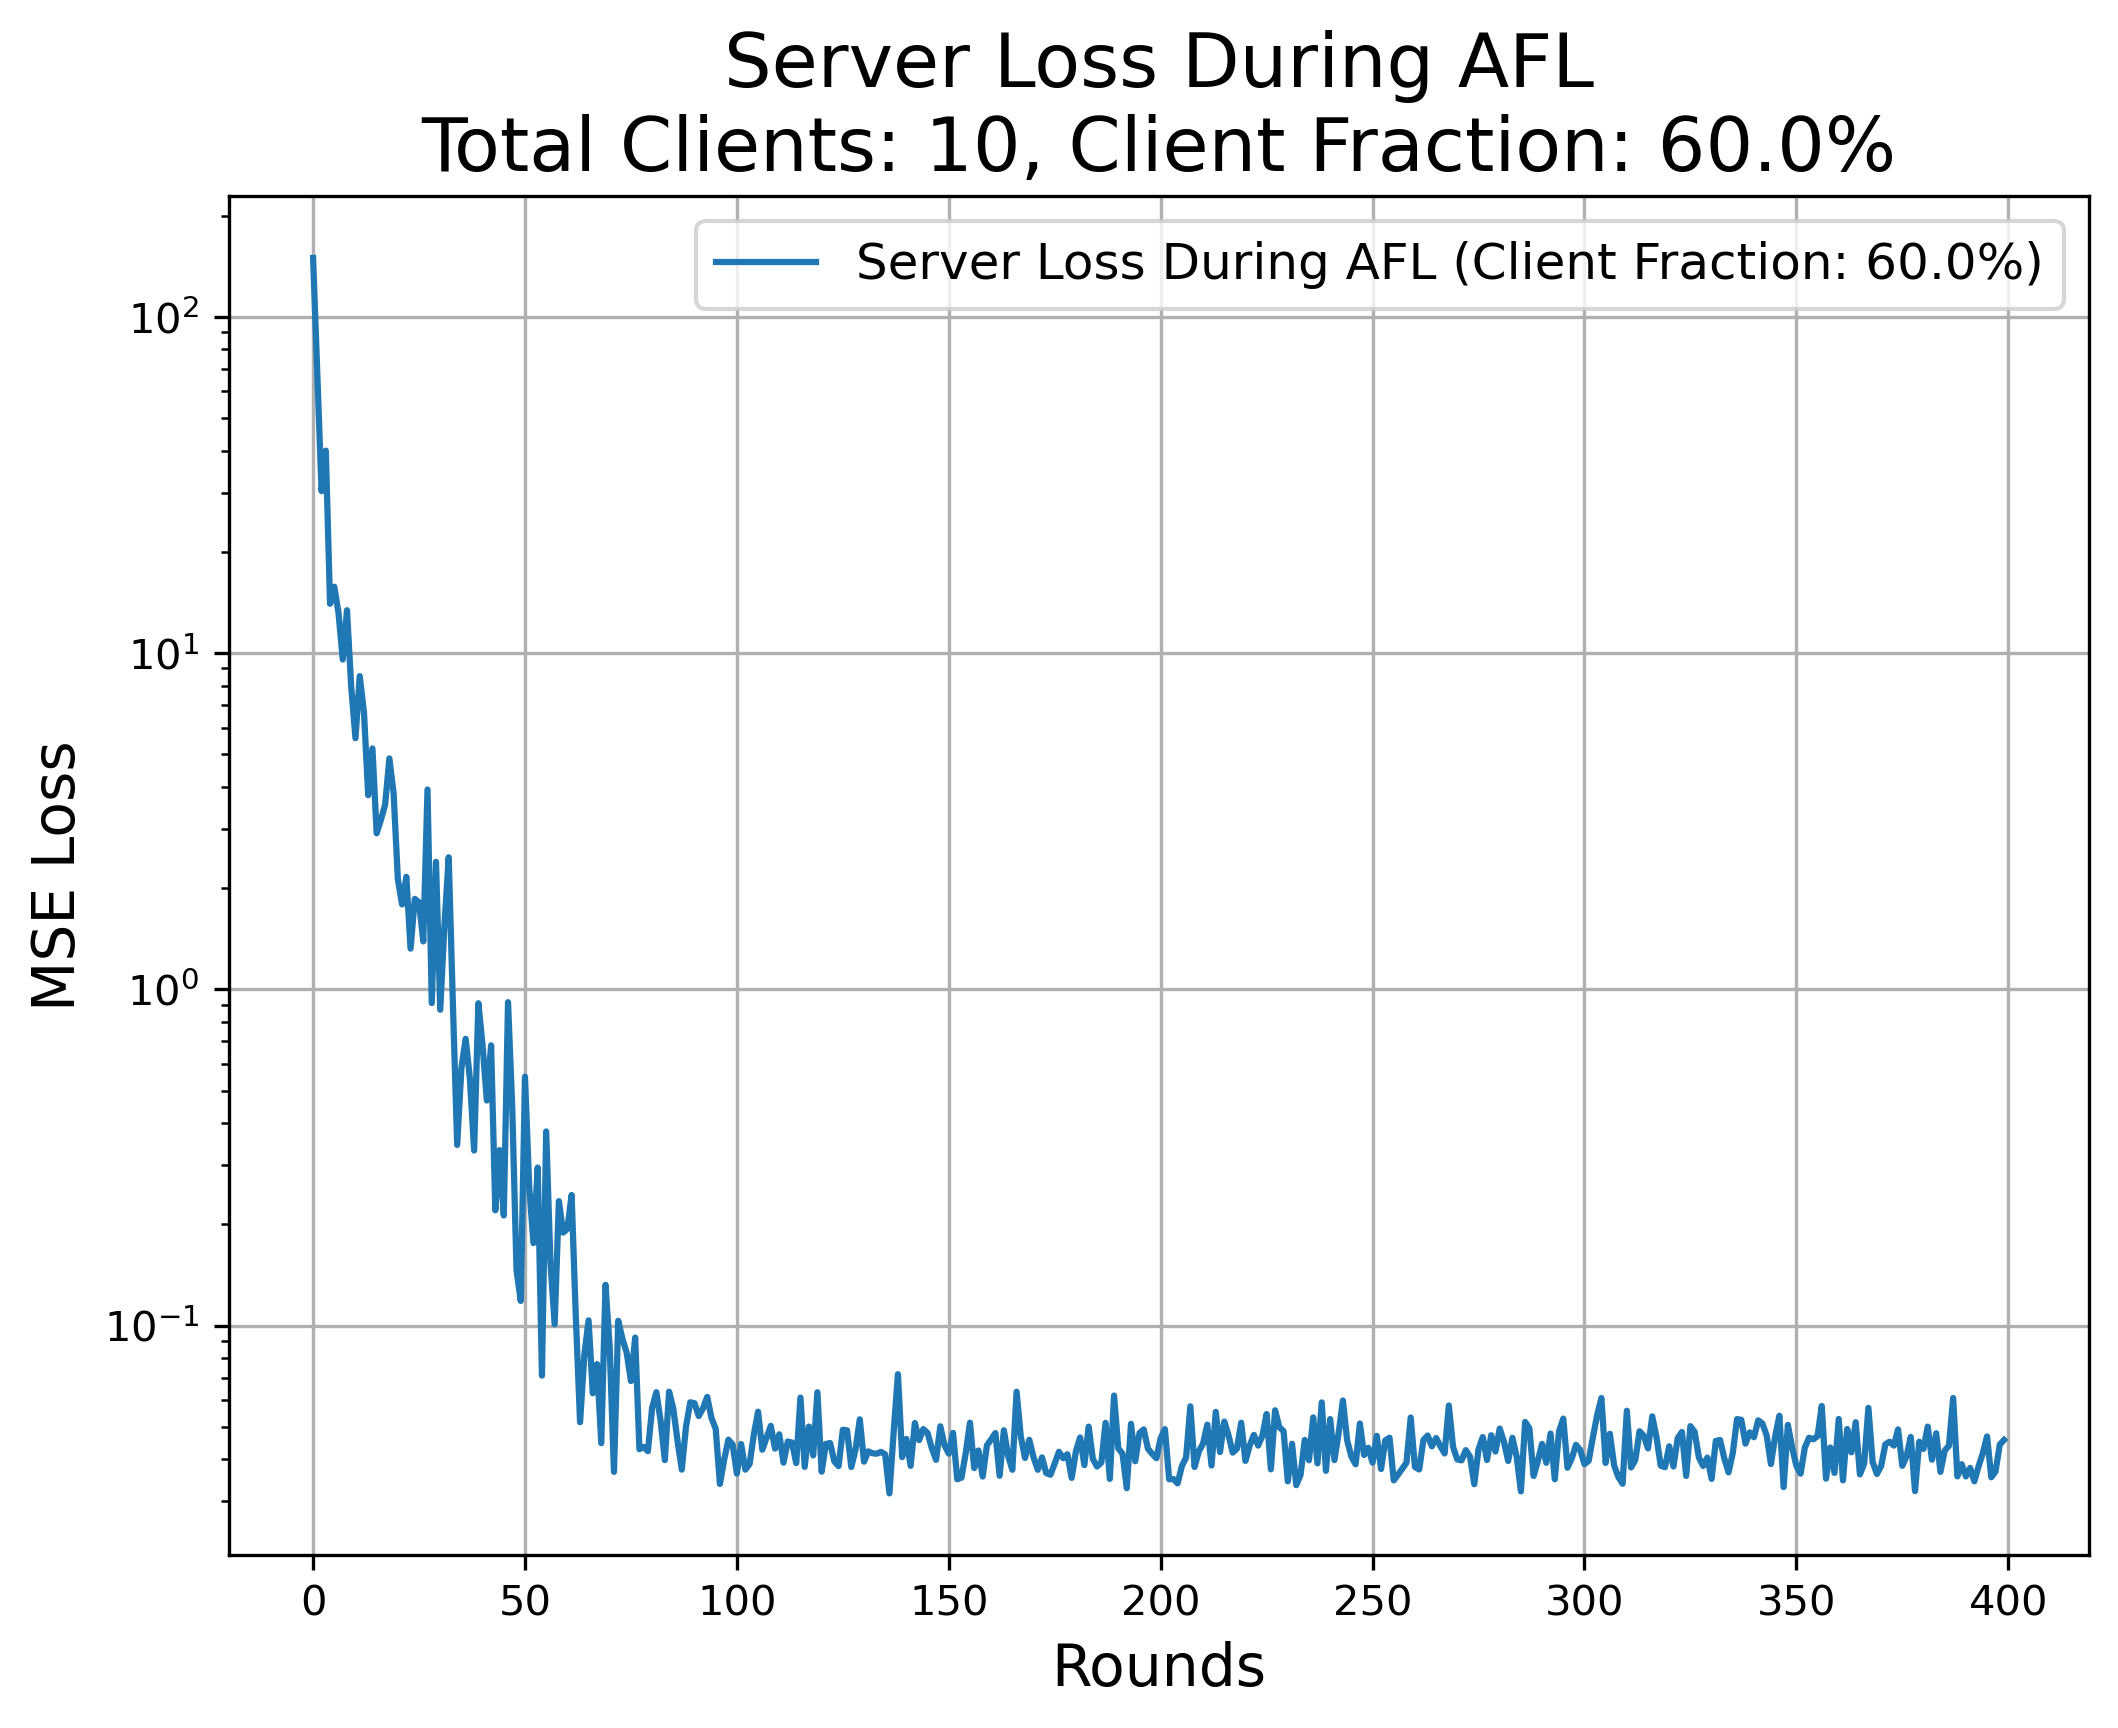 Server Loss During AFL
Total Clients: 10, Client Fraction: 60.0%
Server Loss During AFL (Client Fraction: 60.0%)
10²
10¹
10⁰
10⁻¹
MSE Loss
0 50 100 150 200 250 300 350 400
Rounds